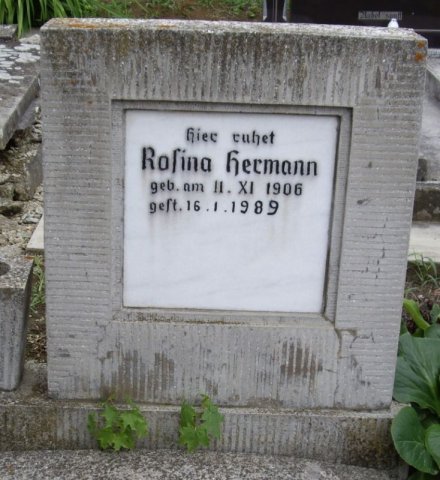 Hier ruhet
Rosina Hermann
geb. am 11. XI 1906
gest. 16.1.1989